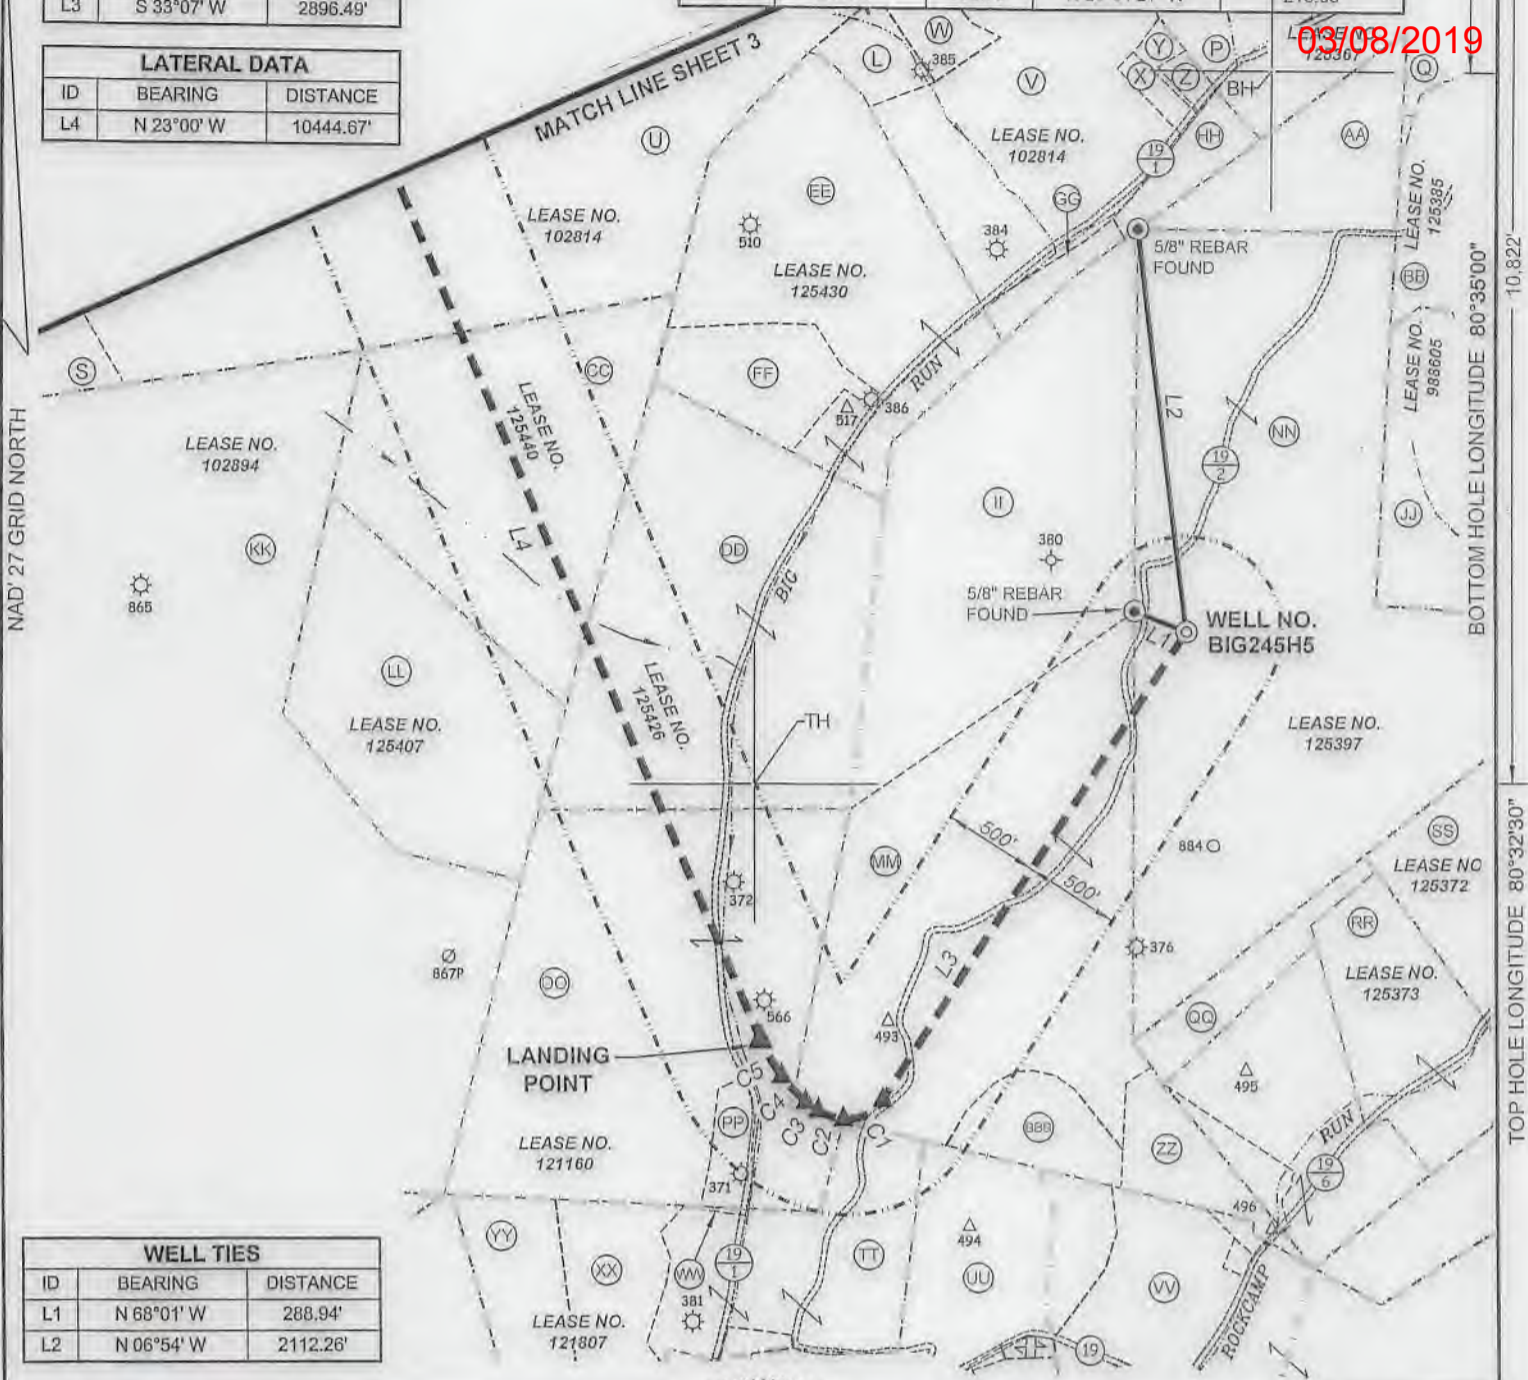 L3 S 33°07' W 2896.49'
03/08/2019
LATERAL DATA
ID BEARING DISTANCE
L4 N 23°00' W 10444.67'
MATCH LINE SHEET 3
LEASE NO.
125367
W
L
385
V
Y
P
X
Z
BH
Q
U
LEASE NO.
102814
HH
AA
19
1
EE
GG
LEASE NO.
125385
LEASE NO.
102814
510
384
5/8" REBAR
FOUND
LEASE NO.
125430
BB
10,822'
BOTTOM HOLE LONGITUDE 80°35'00"
LEASE NO.
988605
S
CC
FF
RUN
386
517
L2
NN
LEASE NO.
125440
LEASE NO.
102894
19
2
NAD' 27 GRID NORTH
KK
L4
DD
II
JJ
380
865
BIG
5/8" REBAR
FOUND
WELL NO.
BIG245H5
L1
LL
LEASE NO.
125426
LEASE NO.
125407
TH
LEASE NO.
125397
TOP HOLE LONGITUDE 80°32'30"
500'
500'
MM
884
SS
LEASE NO
125372
372
RR
376
L3
867P
OO
LEASE NO.
125373
566
QQ
493
LANDING
POINT
C5
C4
C3
C2
C1
495
PP
BBB
RUN
ZZ
LEASE NO.
121160
371
19
6
496
YY
494
XX
WW
19
1
TT
UU
VV
381
LEASE NO.
121807
ROCKCAMP
19
WELL TIES
ID BEARING DISTANCE
L1 N 68°01' W 288.94'
L2 N 06°54' W 2112.26'